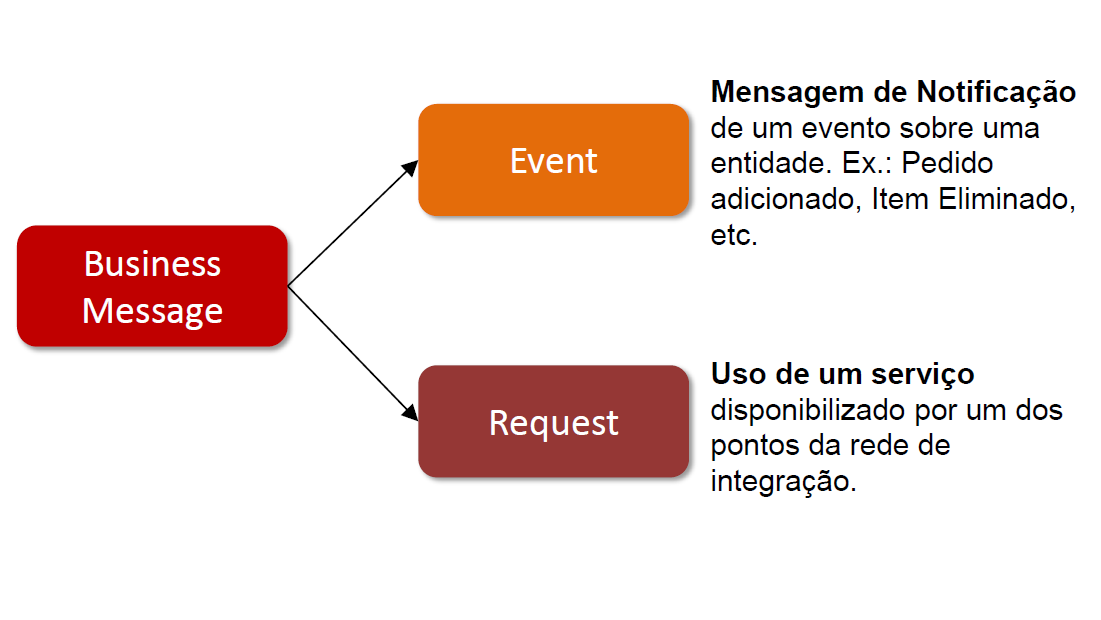 Business
Message
Event
Mensagem de Notificação
de um evento sobre uma
entidade. Ex.: Pedido
adicionado, Item Eliminado,
etc.
Request
Uso de um serviço
disponibilizado por um dos
pontos da rede de
integração.